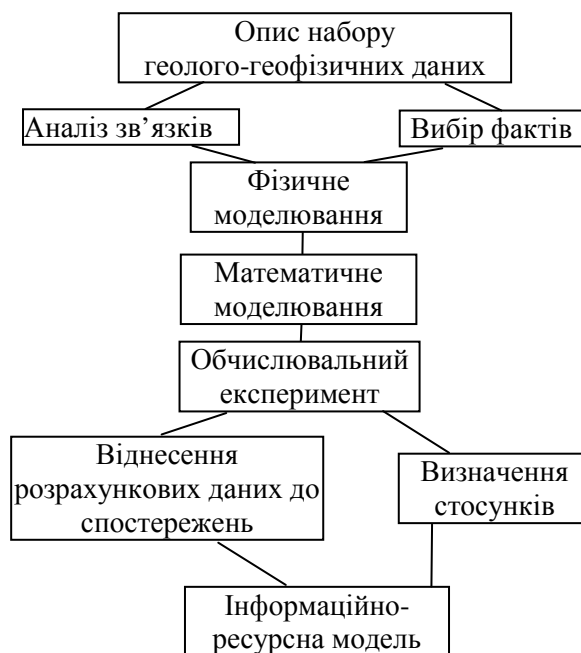 Опис набору
геолого-геофізичних даних
Аналіз зв’язків
Вибір фактів
Фізичне
моделювання
Математичне
моделювання
Обчислювальний
експеримент
Віднесення
розрахункових даних до
спостережень
Визначення
стосунків
Інформаційно-
ресурсна модель